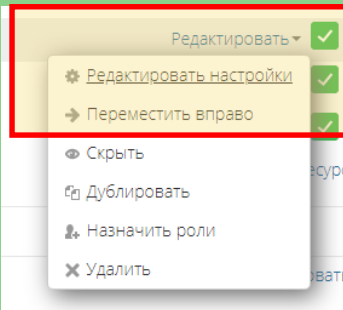 Редактировать
Редактировать настройки
Переместить вправо
Скрыть
Дублировать
Назначить роли
Удалить